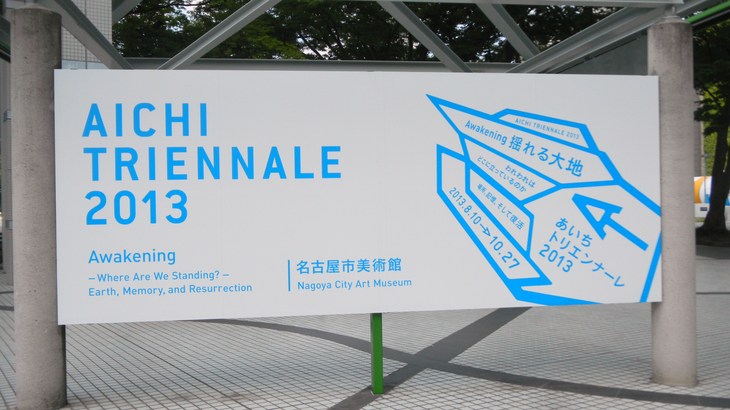 AICHI
TRIENNALE
2013
Awakening
—Where Are We Standing?—
Earth, Memory, and Resurrection
名古屋市美術館
Nagoya City Art Museum
AICHI TRIENNALE 2013
Awakening 揺れる大地
われわれは
どこに立っているのか
場所、記憶、そして復活
2013.8.10→10.27
あいち
トリエンナーレ
2013